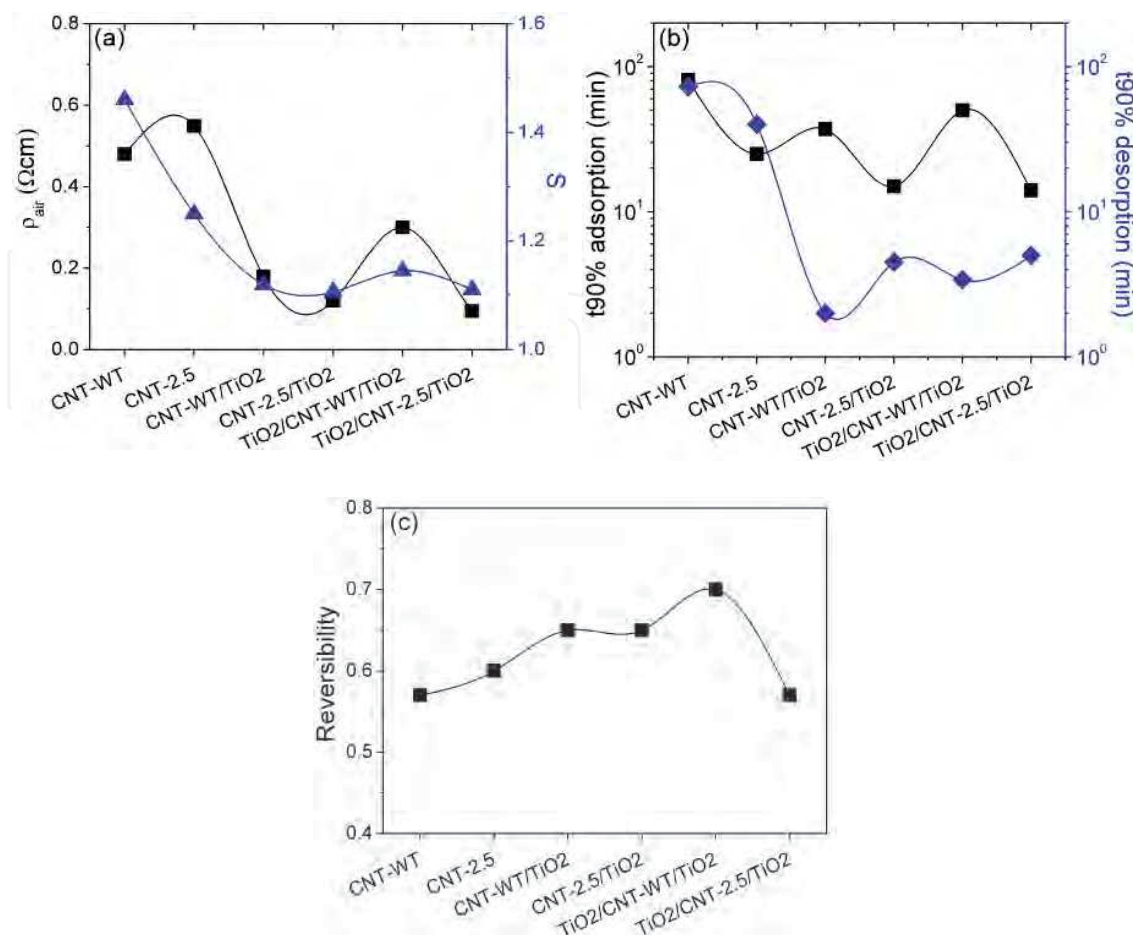 (a)
0.8
0.6
0.4
0.2
0.0
ρair (Ωcm)
1.6
1.4
1.2
1.0
S
CNT-WT
CNT-2.5
CNT-WT/TiO2
CNT-2.5/TiO2
TiO2/CNT-WT/TiO2
TiO2/CNT-2.5/TiO2
(b)
10²
10¹
10⁰
t90% adsorption (min)
10²
10¹
10⁰
t90% desorption (min)
CNT-WT
CNT-2.5
CNT-WT/TiO2
CNT-2.5/TiO2
TiO2/CNT-WT/TiO2
TiO2/CNT-2.5/TiO2
(c)
0.8
0.7
0.6
0.5
0.4
Reversibility
CNT-WT
CNT-2.5
CNT-WT/TiO2
CNT-2.5/TiO2
TiO2/CNT-WT/TiO2
TiO2/CNT-2.5/TiO2